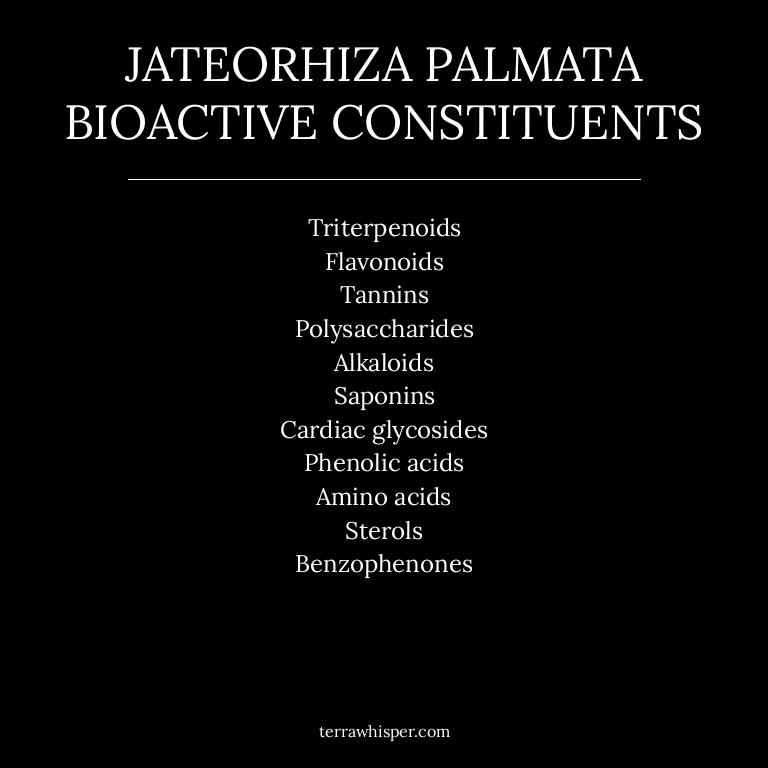 JATEORHIZA PALMATA
BIOACTIVE CONSTITUENTS
Triterpenoids
Flavonoids
Tannins
Polysaccharides
Alkaloids
Saponins
Cardiac glycosides
Phenolic acids
Amino acids
Sterols
Benzophenones
terrawhisper.com